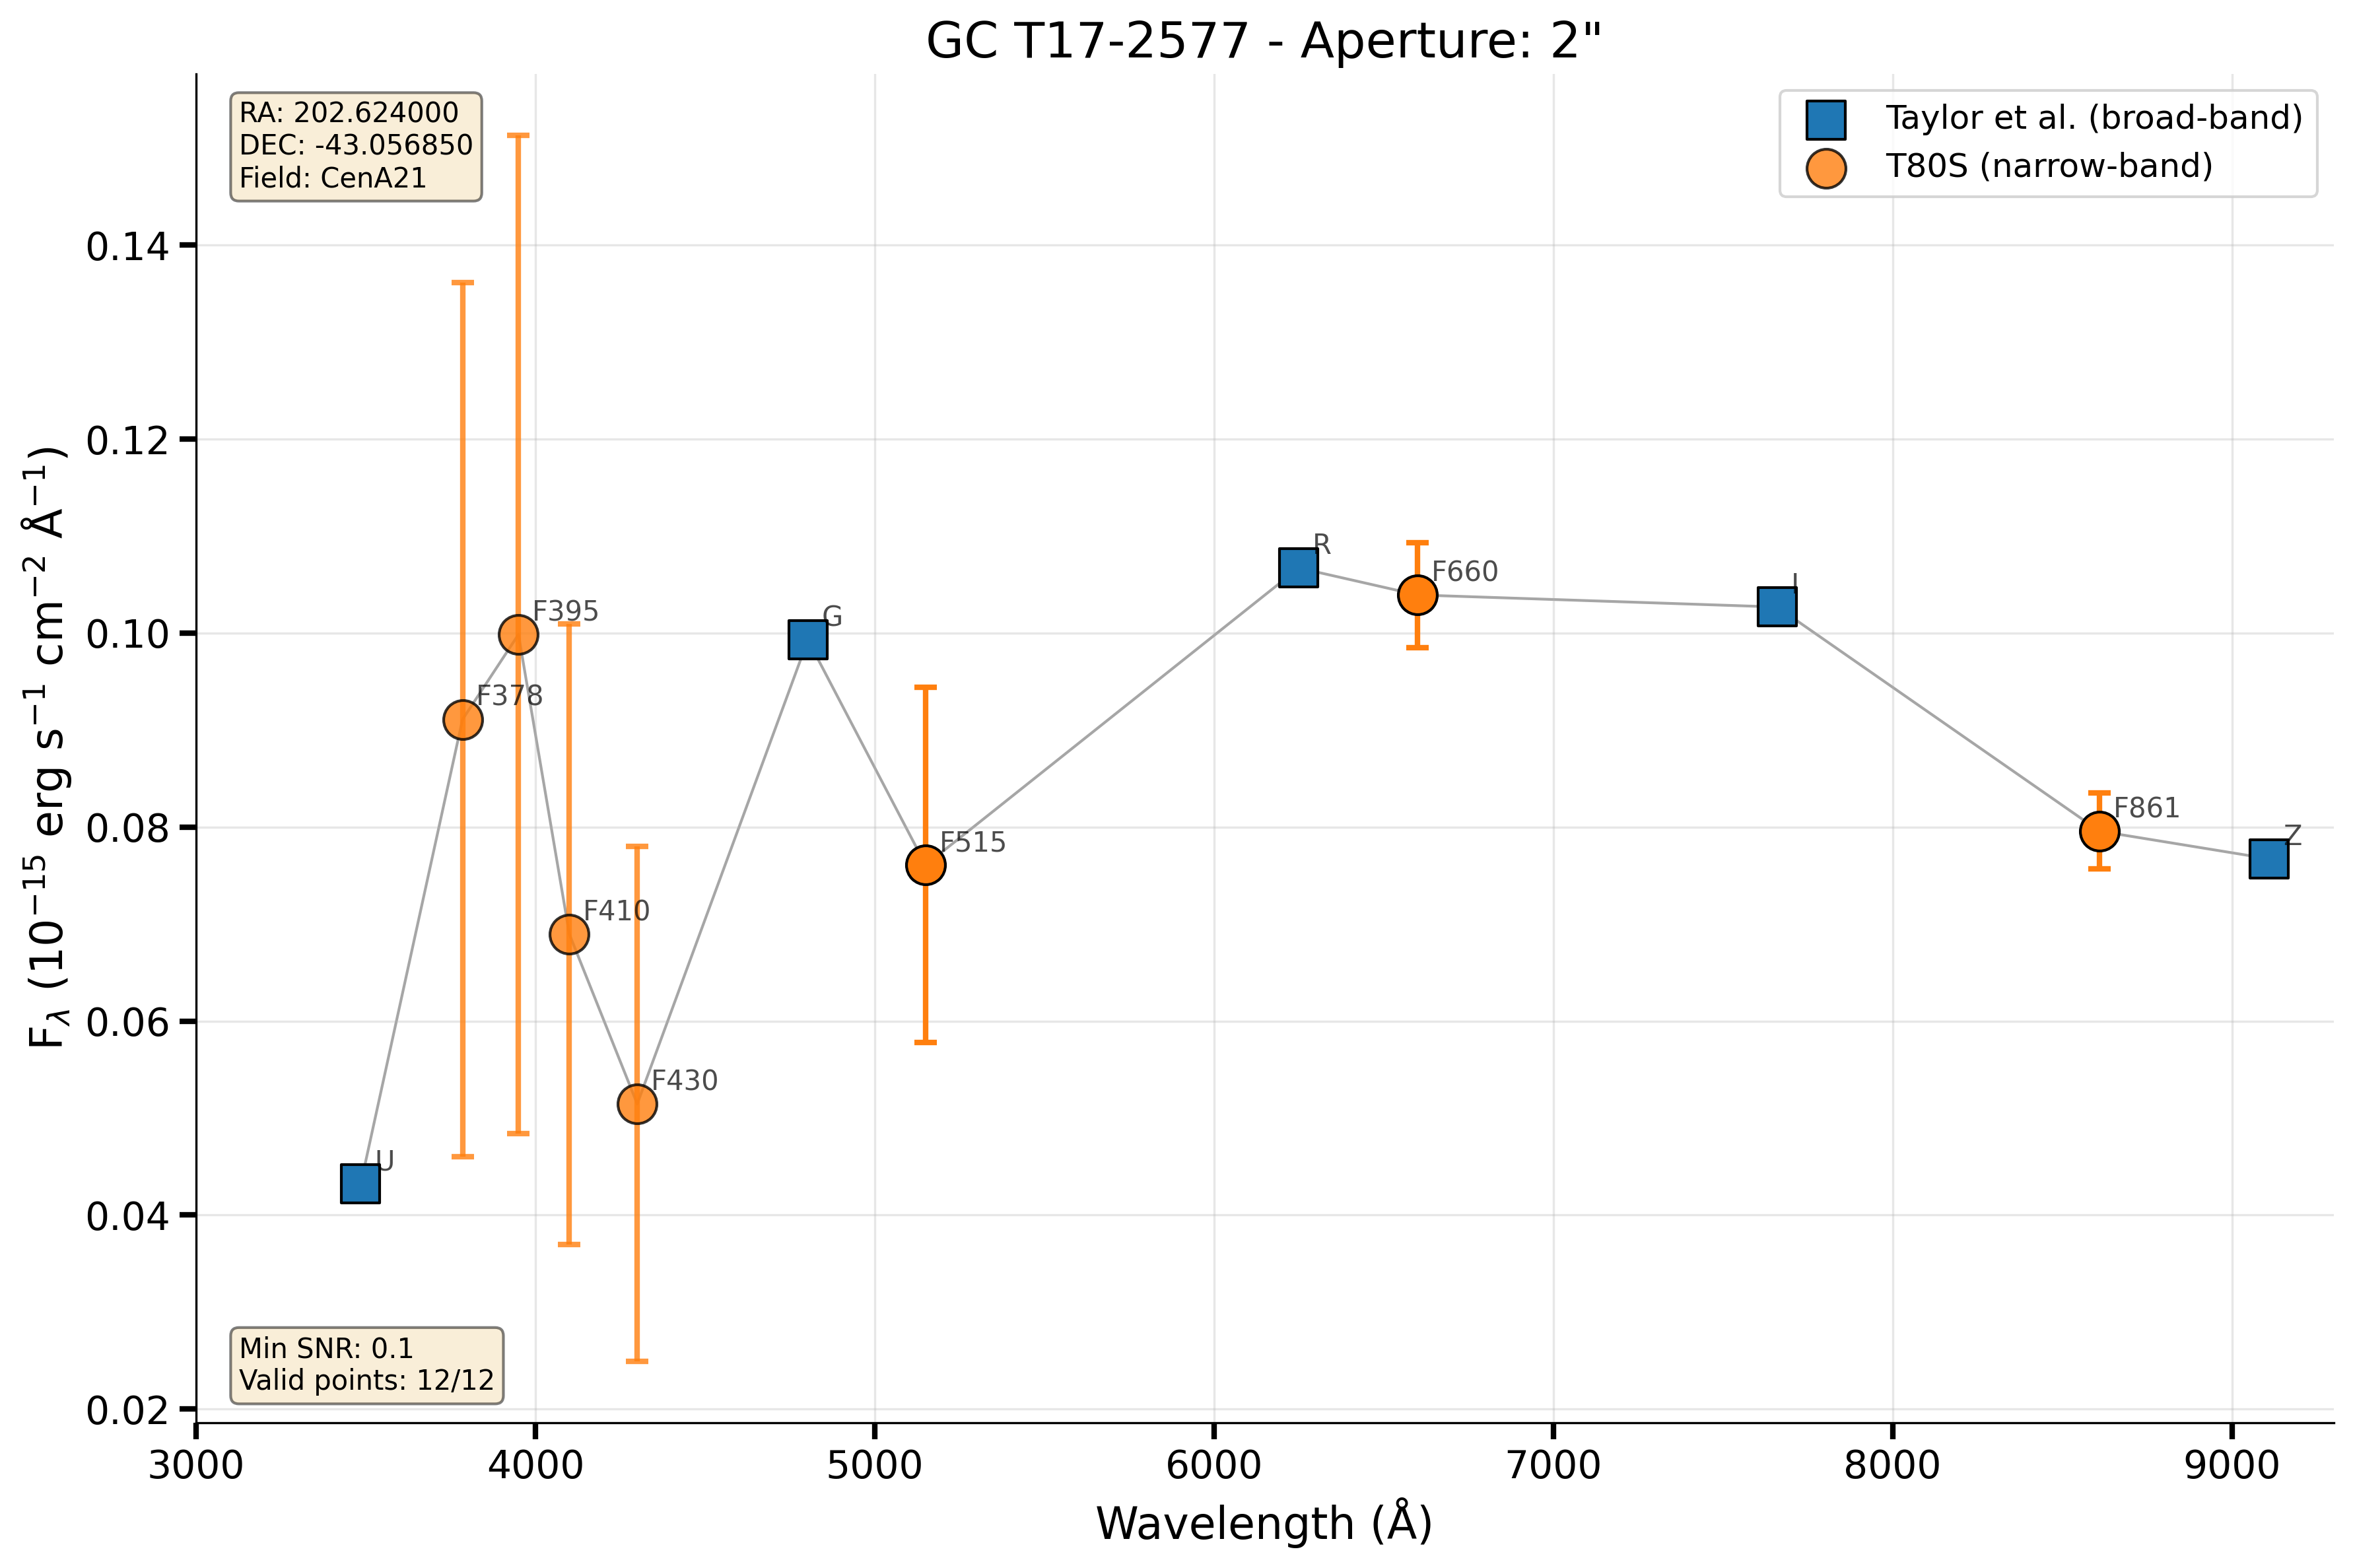 GC T17-2577 - Aperture: 2"
RA: 202.624000
DEC: -43.056850
Field: CenA21
Taylor et al. (broad-band)
T80S (narrow-band)
0.14
0.12
0.10
0.08
0.06
0.04
0.02
F_λ (10⁻¹⁵ erg s⁻¹ cm⁻² Å⁻¹)
U
F378
F395
F410
F430
G
F515
R
F660
I
F861
Z
Min SNR: 0.1
Valid points: 12/12
3000 4000 5000 6000 7000 8000 9000
Wavelength (Å)